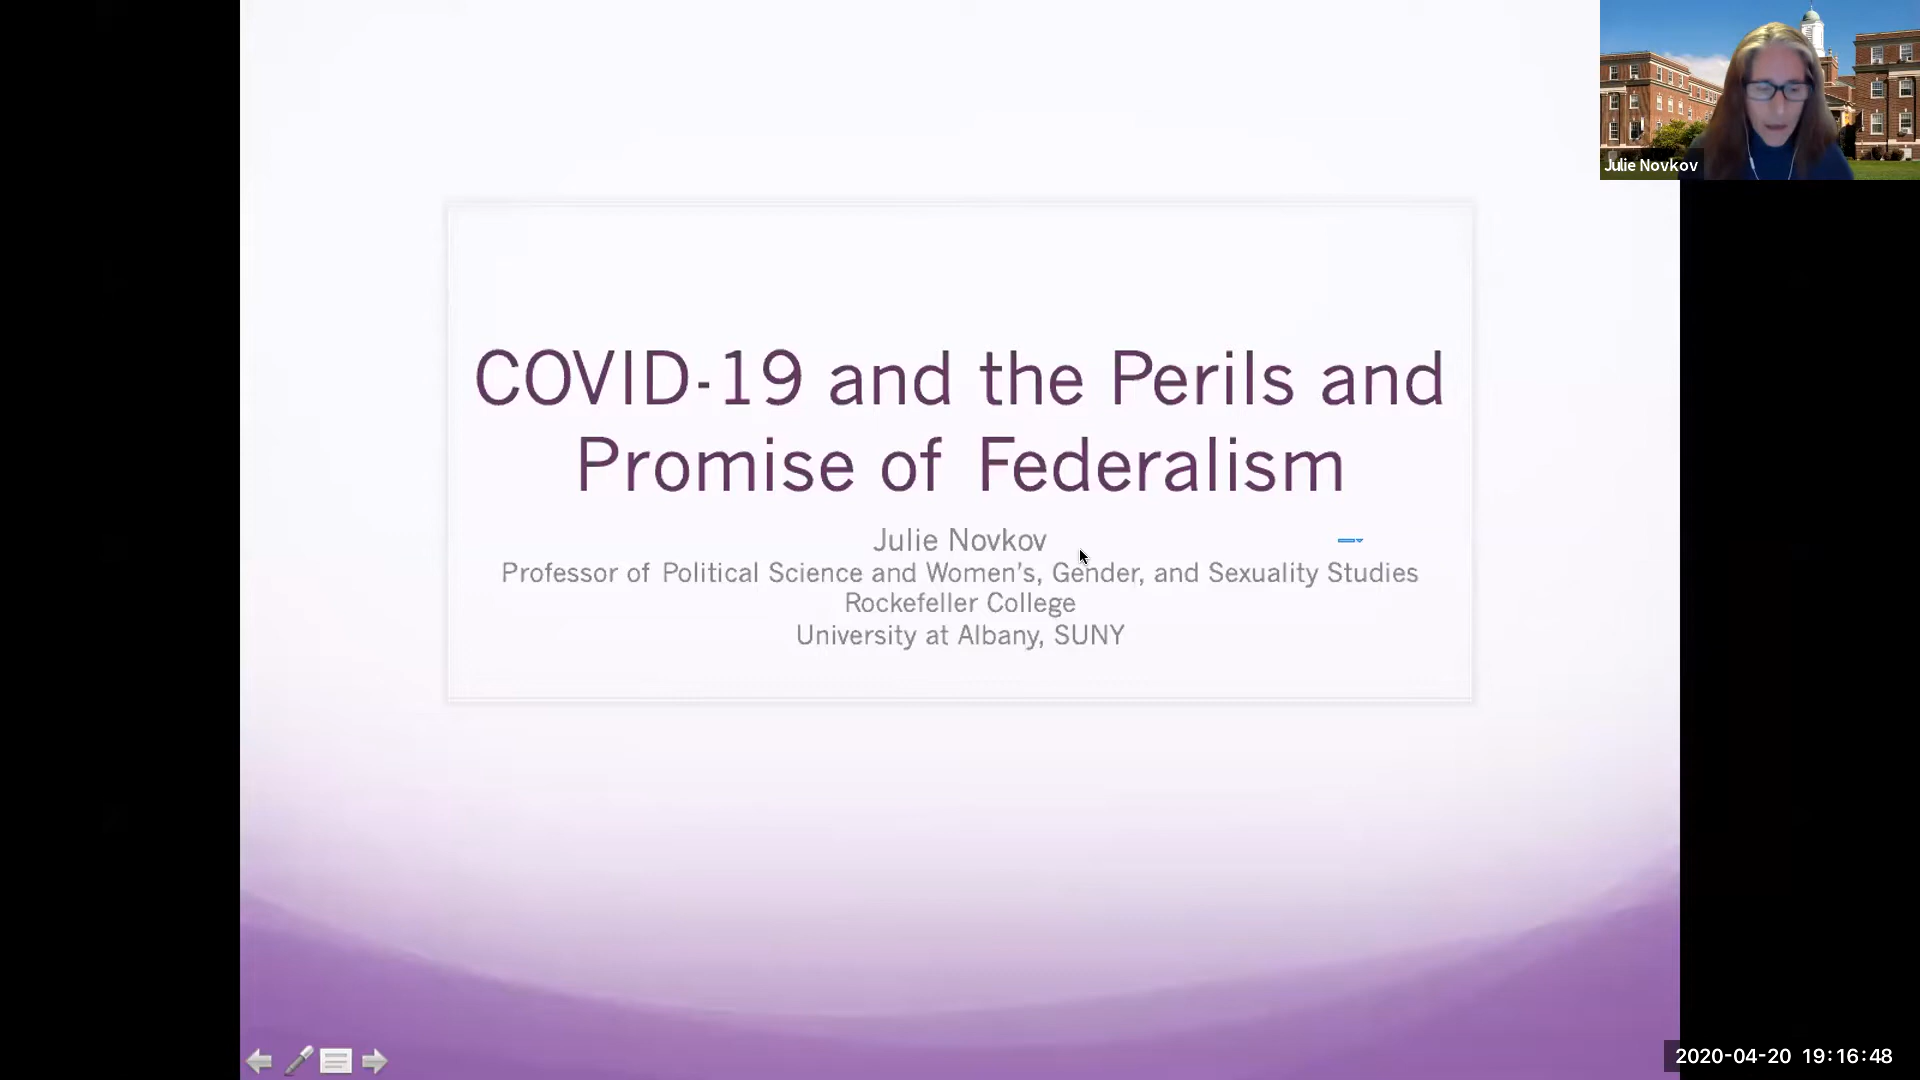 Julie Novkov
COVID-19 and the Perils and
Promise of Federalism
Julie Novkov
Professor of Political Science and Women's, Gender, and Sexuality Studies
Rockefeller College
University at Albany, SUNY
2020-04-20 19:16:48